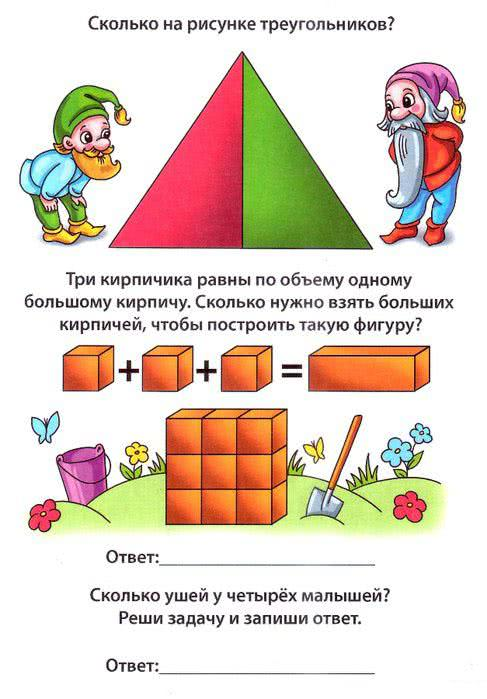 Сколько на рисунке треугольников?
Три кирпичика равны по объему одному
большому кирпичу. Сколько нужно взять больших
кирпичей, чтобы построить такую фигуру?
+ + =
Ответ:
Сколько ушей у четырёх малышей?
Реши задачу и запиши ответ.
Ответ: